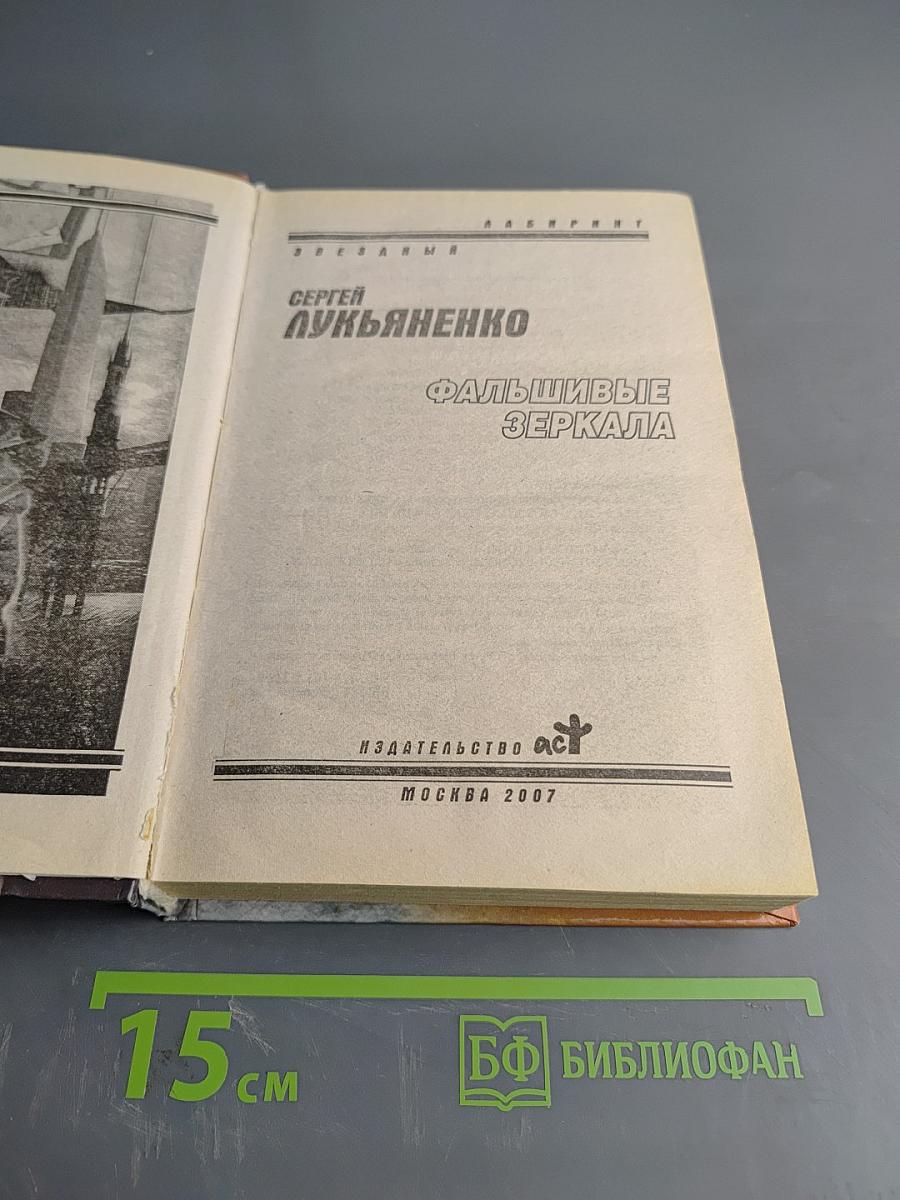 ЛАБИРИНТ
ЗВЕЗДНЫЙ
СЕРГЕЙ
ЛУКЬЯНЕНКО
ФАЛЬШИВЫЕ
ЗЕРКАЛА
ИЗДАТЕЛЬСТВО аст
МОСКВА 2007
15 см
БФ БИБЛИОФАН